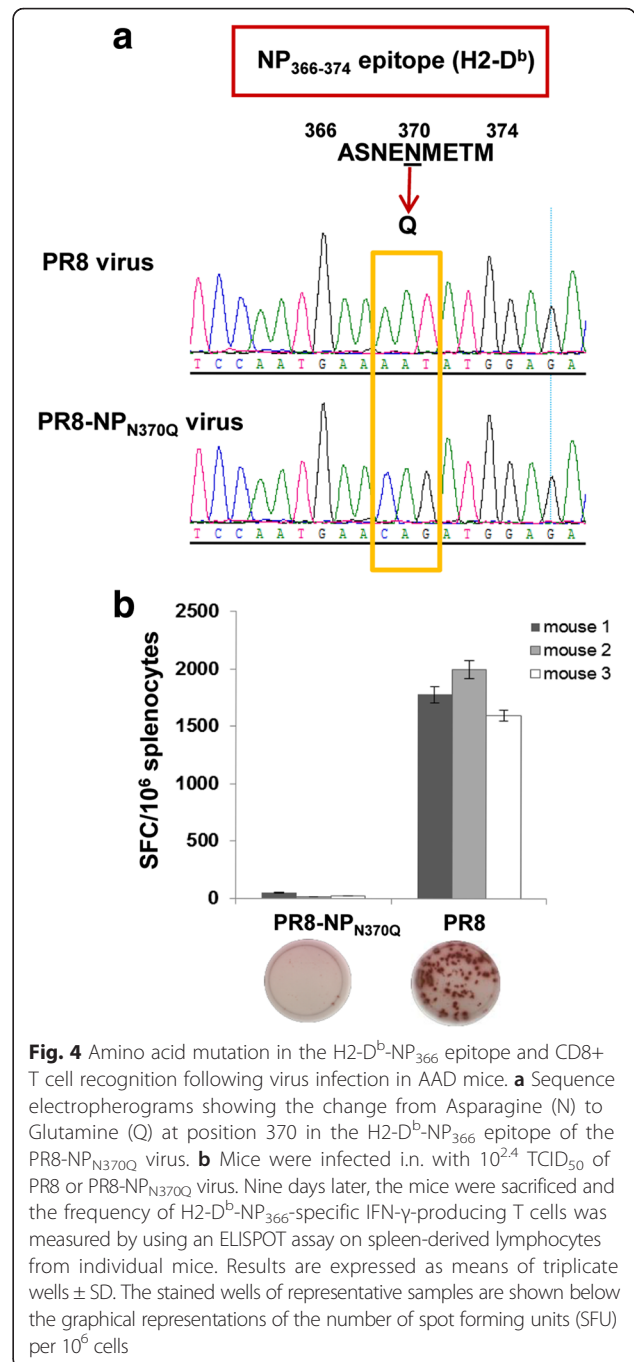 a
NP366-374 epitope (H2-Dᵇ)
366 370 374
ASNENMETM
Q
PR8 virus
T C C A A T G A A A A T A T G G A G A
PR8-NPN370Q virus
T C C A A T G A A C A G A T G G A G A
b
SFC/10⁶ splenocytes
2500
2000
1500
1000
500
0
mouse 1
mouse 2
mouse 3
PR8-NPN370Q PR8
Fig. 4 Amino acid mutation in the H2-Dᵇ-NP366 epitope and CD8+
T cell recognition following virus infection in AAD mice. a Sequence
electropherograms showing the change from Asparagine (N) to
Glutamine (Q) at position 370 in the H2-Dᵇ-NP366 epitope of the
PR8-NPN370Q virus. b Mice were infected i.n. with 10²·⁴ TCID50 of
PR8 or PR8-NPN370Q virus. Nine days later, the mice were sacrificed and
the frequency of H2-Dᵇ-NP366-specific IFN-γ-producing T cells was
measured by using an ELISPOT assay on spleen-derived lymphocytes
from individual mice. Results are expressed as means of triplicate
wells ± SD. The stained wells of representative samples are shown below
the graphical representations of the number of spot forming units (SFU)
per 10⁶ cells